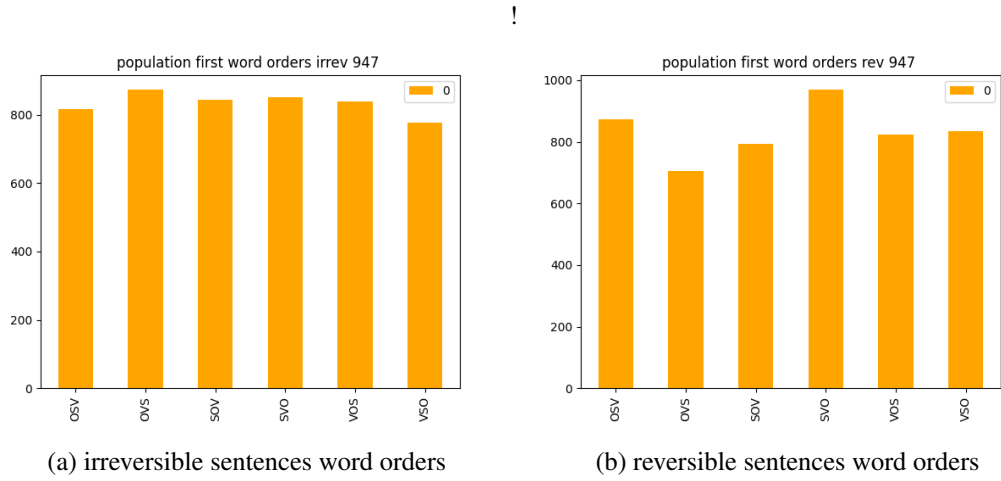 !
population first word orders irrev 947
0
800
600
400
200
0
OSV
OVS
SOV
SVO
VOS
VSO
(a) irreversible sentences word orders
population first word orders rev 947
0
1000
800
600
400
200
0
OSV
OVS
SOV
SVO
VOS
VSO
(b) reversible sentences word orders